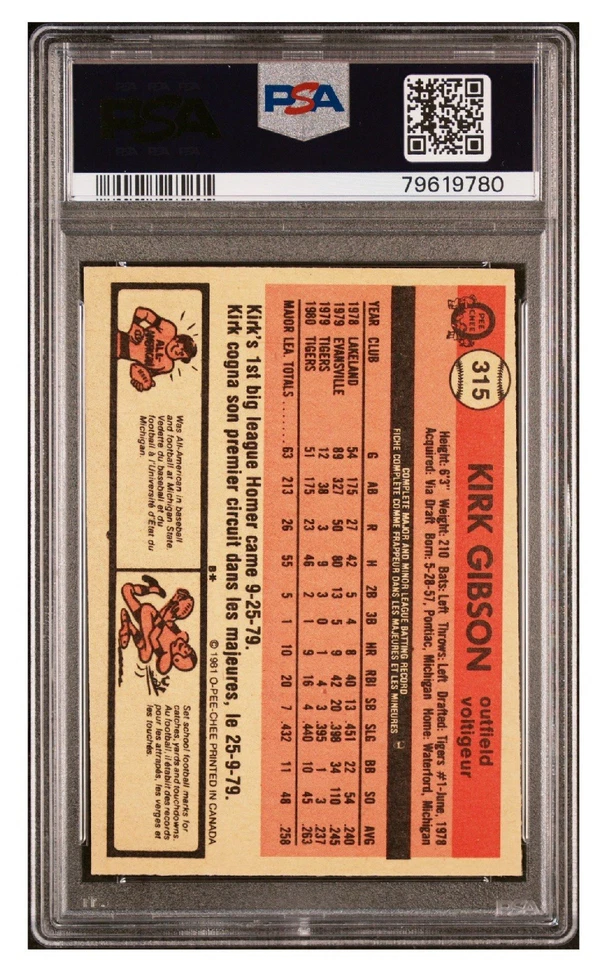 PSA
79619780
O
PEE
CHEE
315
KIRK GIBSON
outfield
voltigeur
Height: 6'3" Weight: 210 Bats: Left Throws: Left Drafted: Tigers #1-June, 1978
Acquired: Via Draft Born: 5-28-57, Pontiac, Michigan Home: Waterford, Michigan
COMPLETE MAJOR AND MINOR LEAGUE BATTING RECORD
FICHE COMPLÈTE COMME FRAPPEUR DANS LES MAJEURES ET LES MINEURES
YEAR CLUB G AB R H 2B 3B HR RBI SB SLG BB SO AVG
1978 LAKELAND 54 175 27 42 5 4 8 40 13 .451 22 54 .240
1979 EVANSVILLE 89 327 50 80 13 5 9 42 20 .398 34 110 .245
1979 TIGERS 12 38 3 9 3 0 1 4 3 .395 1 3 .237
1980 TIGERS 51 175 23 46 2 1 9 16 4 .440 10 45 .263
MAJOR LEA. TOTALS ....... 63 213 26 55 5 1 10 20 7 .432 11 48 .258
Kirk's 1st big league Homer came 9-25-79.
Kirk cogna son premier circuit dans les majeures, le 25-9-79.
B* © 1981 O-PEE-CHEE PRINTED IN CANADA
ALL-
AMERICAN
Was All-American in baseball
and football at Michigan State.
Vedette du baseball et du
football à l'Université d'Etat du
Michigan.
Set school football marks for
catches, yards and touchdowns.
Au football, il établit des records
pour les attrapés, les verges et
les touchés.
PSA